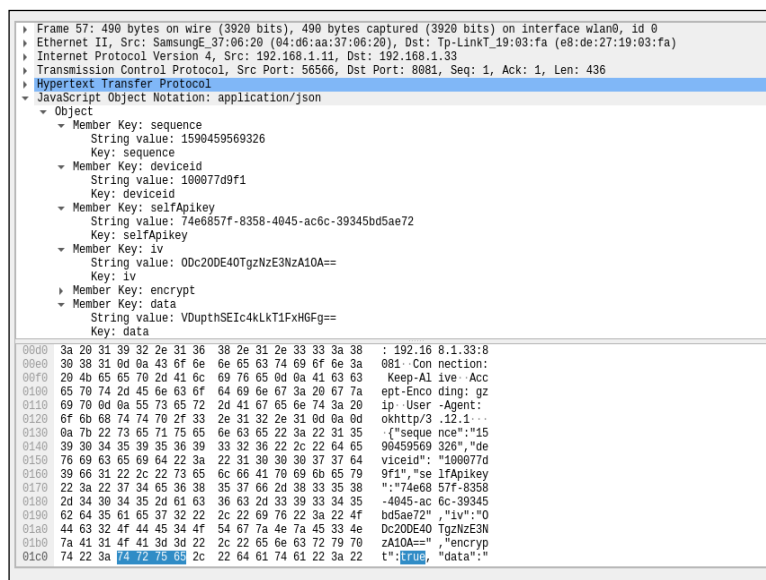 Frame 57: 490 bytes on wire (3920 bits), 490 bytes captured (3920 bits) on interface wlan0, id 0
Ethernet II, Src: SamsungE_37:06:20 (04:d6:aa:37:06:20), Dst: Tp-LinkT_19:03:fa (e8:de:27:19:03:fa)
Internet Protocol Version 4, Src: 192.168.1.11, Dst: 192.168.1.33
Transmission Control Protocol, Src Port: 56566, Dst Port: 8081, Seq: 1, Ack: 1, Len: 436
Hypertext Transfer Protocol
JavaScript Object Notation: application/json
Object
Member Key: sequence
String value: 1590459569326
Key: sequence
Member Key: deviceid
String value: 100077d9f1
Key: deviceid
Member Key: selfApikey
String value: 74e6857f-8358-4045-ac6c-39345bd5ae72
Key: selfApikey
Member Key: iv
String value: ODc2ODE4OTgzNzE3NzA1OA==
Key: iv
Member Key: encrypt
Member Key: data
String value: VDupthSEIc4kLkT1FxHGFg==
Key: data
00d0 3a 20 31 39 32 2e 31 36 38 2e 31 2e 33 33 3a 38 : 192.16 8.1.33:8
00e0 30 38 31 0d 0a 43 6f 6e 6e 65 63 74 69 6f 6e 3a 081··Con nection:
00f0 20 4b 65 65 70 2d 41 6c 69 76 65 0d 0a 41 63 63 Keep-Al ive··Acc
0100 65 70 74 2d 45 6e 63 6f 64 69 6e 67 3a 20 67 7a ept-Enco ding: gz
0110 69 70 0d 0a 55 73 65 72 2d 41 67 65 6e 74 3a 20 ip··User -Agent:
0120 6f 6b 68 74 74 70 2f 33 2e 31 32 2e 31 0d 0a 0d okhttp/3 .12.1···
0130 0a 7b 22 73 65 71 75 65 6e 63 65 22 3a 22 31 35 ·{"seque nce":"15
0140 39 30 34 35 39 35 36 39 33 32 36 22 2c 22 64 65 90459569 326","de
0150 76 69 63 65 69 64 22 3a 22 31 30 30 30 37 37 64 viceid": "100077d
0160 39 66 31 22 2c 22 73 65 6c 66 41 70 69 6b 65 79 9f1","se lfApikey
0170 22 3a 22 37 34 65 36 38 35 37 66 2d 38 33 35 38 ":"74e68 57f-8358
0180 2d 34 30 34 35 2d 61 63 36 63 2d 33 39 33 34 35 -4045-ac 6c-39345
0190 62 64 35 61 65 37 32 22 2c 22 69 76 22 3a 22 4f bd5ae72" ,"iv":"O
01a0 44 63 32 4f 44 45 34 4f 54 67 7a 4e 7a 45 33 4e Dc2ODE4O TgzNzE3N
01b0 7a 41 31 4f 41 3d 3d 22 2c 22 65 6e 63 72 79 70 zA1OA==" ,"encryp
01c0 74 22 3a 74 72 75 65 2c 22 64 61 74 61 22 3a 22 t":true, "data":"